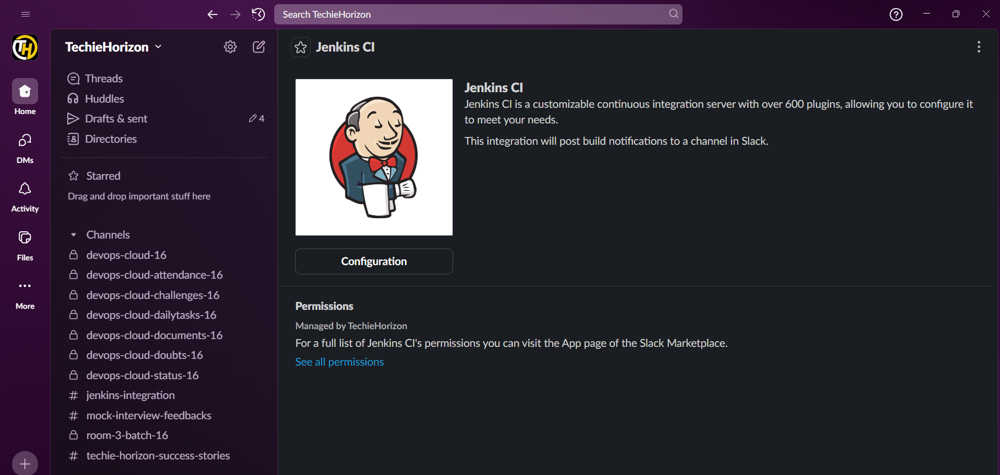 Search TechieHorizon
TH
Home
DMs
Activity
Files
More
TechieHorizon
Threads
Huddles
Drafts & sent 4
Directories
Starred
Drag and drop important stuff here
Channels
devops-cloud-16
devops-cloud-attendance-16
devops-cloud-challenges-16
devops-cloud-dailytasks-16
devops-cloud-documents-16
devops-cloud-doubts-16
devops-cloud-status-16
# jenkins-integration
# mock-interview-feedbacks
room-3-batch-16
# techie-horizon-success-stories
Jenkins CI
Jenkins CI
Jenkins CI is a customizable continuous integration server with over 600 plugins, allowing you to configure it
to meet your needs.
This integration will post build notifications to a channel in Slack.
Configuration
Permissions
Managed by TechieHorizon
For a full list of Jenkins CI's permissions you can visit the App page of the Slack Marketplace.
See all permissions